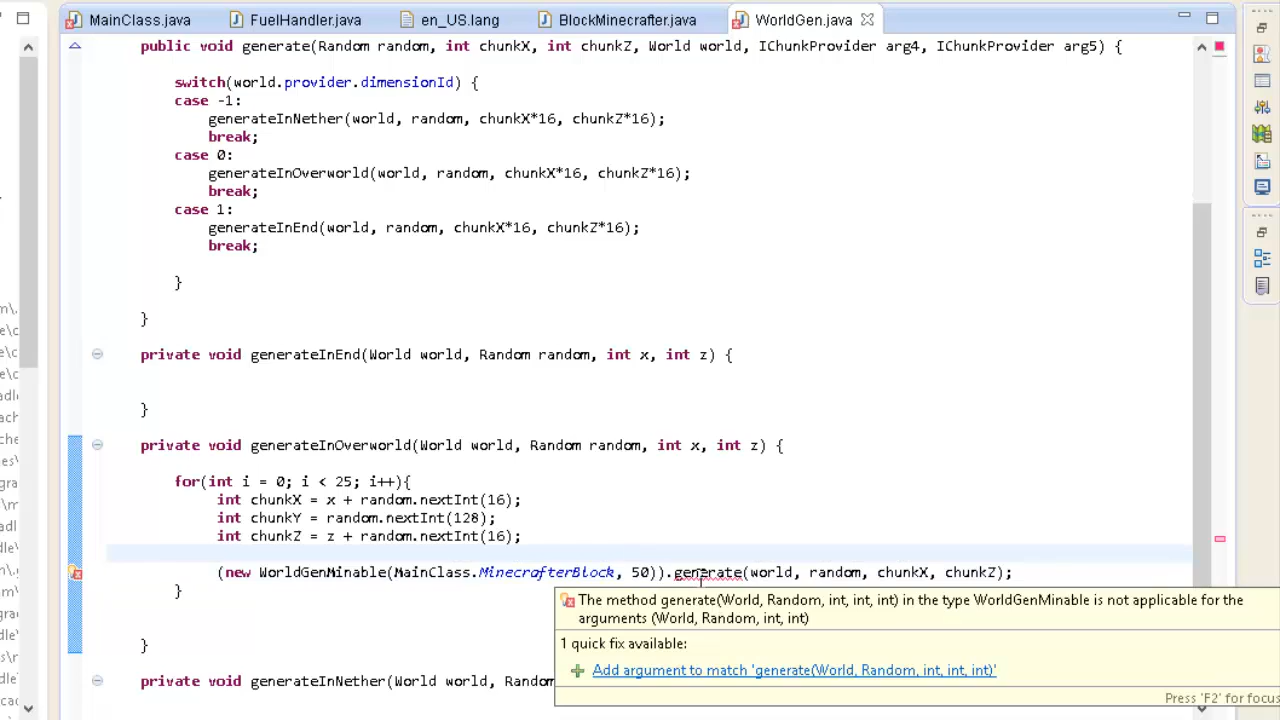 MainClass.java FuelHandler.java en_US.lang BlockMinecrafter.java WorldGen.java
public void generate(Random random, int chunkX, int chunkZ, World world, IChunkProvider arg4, IChunkProvider arg5) {
switch(world.provider.dimensionId) {
case -1:
generateInNether(world, random, chunkX*16, chunkZ*16);
break;
case 0:
generateInOverworld(world, random, chunkX*16, chunkZ*16);
break;
case 1:
generateInEnd(world, random, chunkX*16, chunkZ*16);
break;
}
}
private void generateInEnd(World world, Random random, int x, int z) {
}
private void generateInOverworld(World world, Random random, int x, int z) {
for(int i = 0; i < 25; i++){
int chunkX = x + random.nextInt(16);
int chunkY = random.nextInt(128);
int chunkZ = z + random.nextInt(16);
(new WorldGenMinable(MainClass.MinecrafterBlock, 50)).generate(world, random, chunkX, chunkZ);
}
The method generate(World, Random, int, int, int) in the type WorldGenMinable is not applicable for the
arguments (World, Random, int, int)
1 quick fix available:
Add argument to match 'generate(World, Random, int, int, int)'
Press 'F2' for focus
}
private void generateInNether(World world, Random